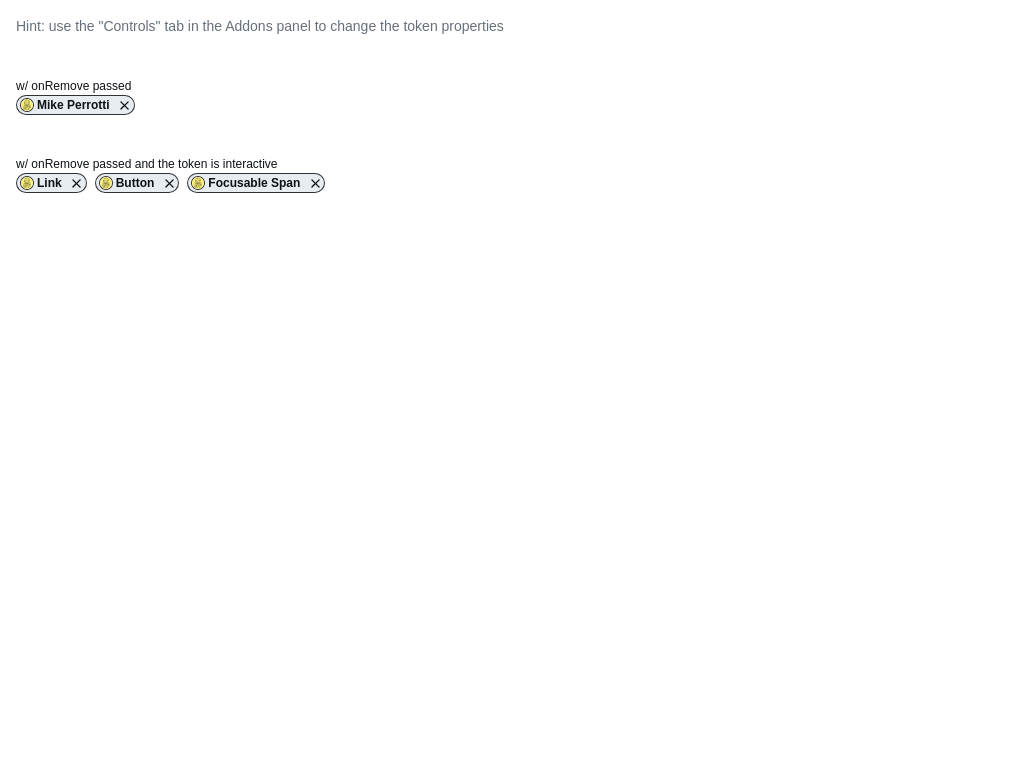 Hint: use the "Controls" tab in the Addons panel to change the token properties
w/ onRemove passed
Mike Perrotti
w/ onRemove passed and the token is interactive
Link Button Focusable Span